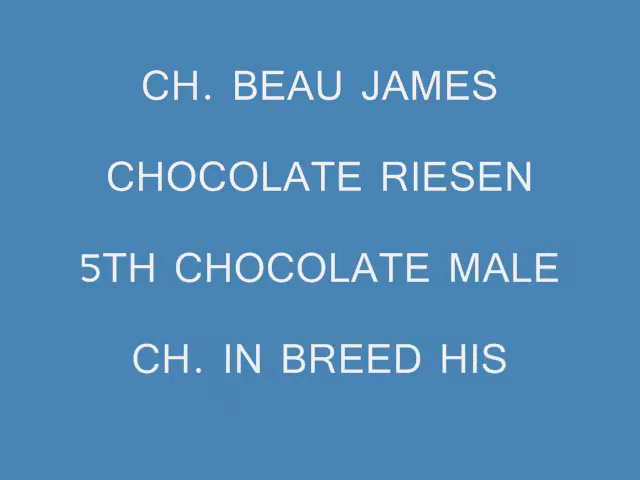 CH. BEAU JAMES
CHOCOLATE RIESEN
5TH CHOCOLATE MALE
CH. IN BREED HIS